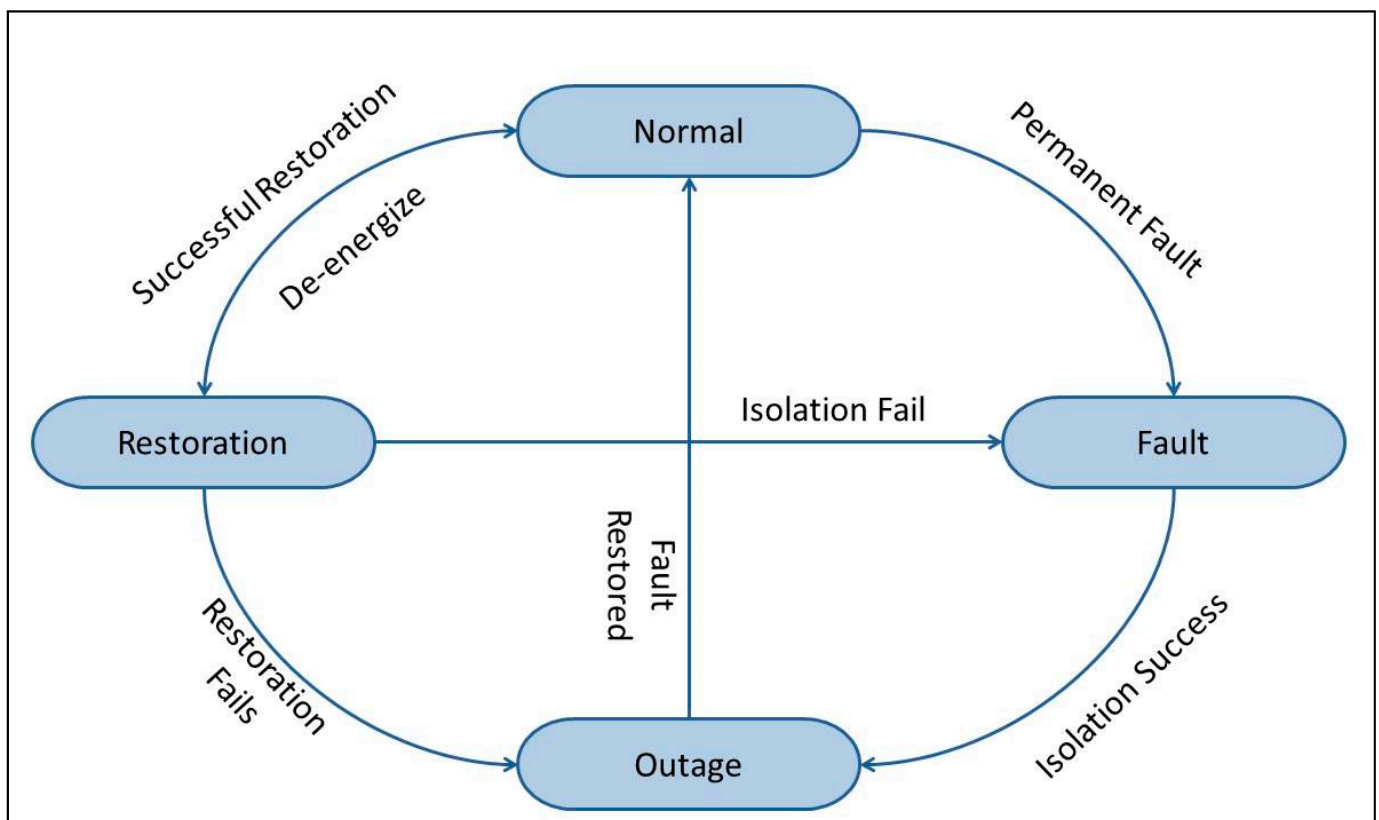 Normal
Successful Restoration
De-energize
Permanent Fault
Restoration
Isolation Fail
Fault
Fault
Restored
Restoration
Fails
Isolation Success
Outage